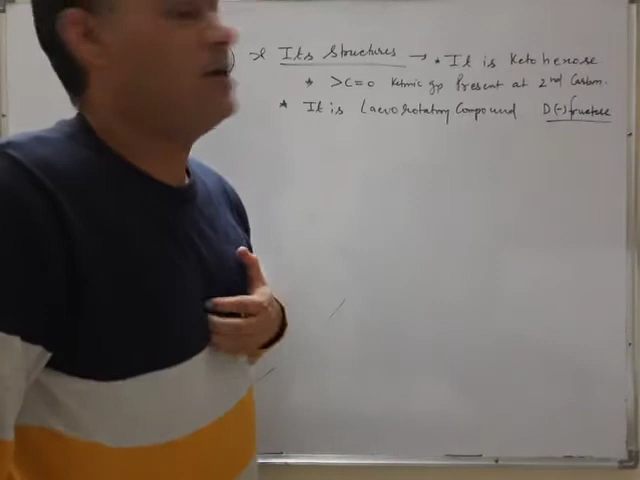 ) * Its Structures → • It is Ketohexose.
* >C=O Ketonic gp Present at 2nd Carbon.
* It is Laevorotatory Compound D(-) fructose